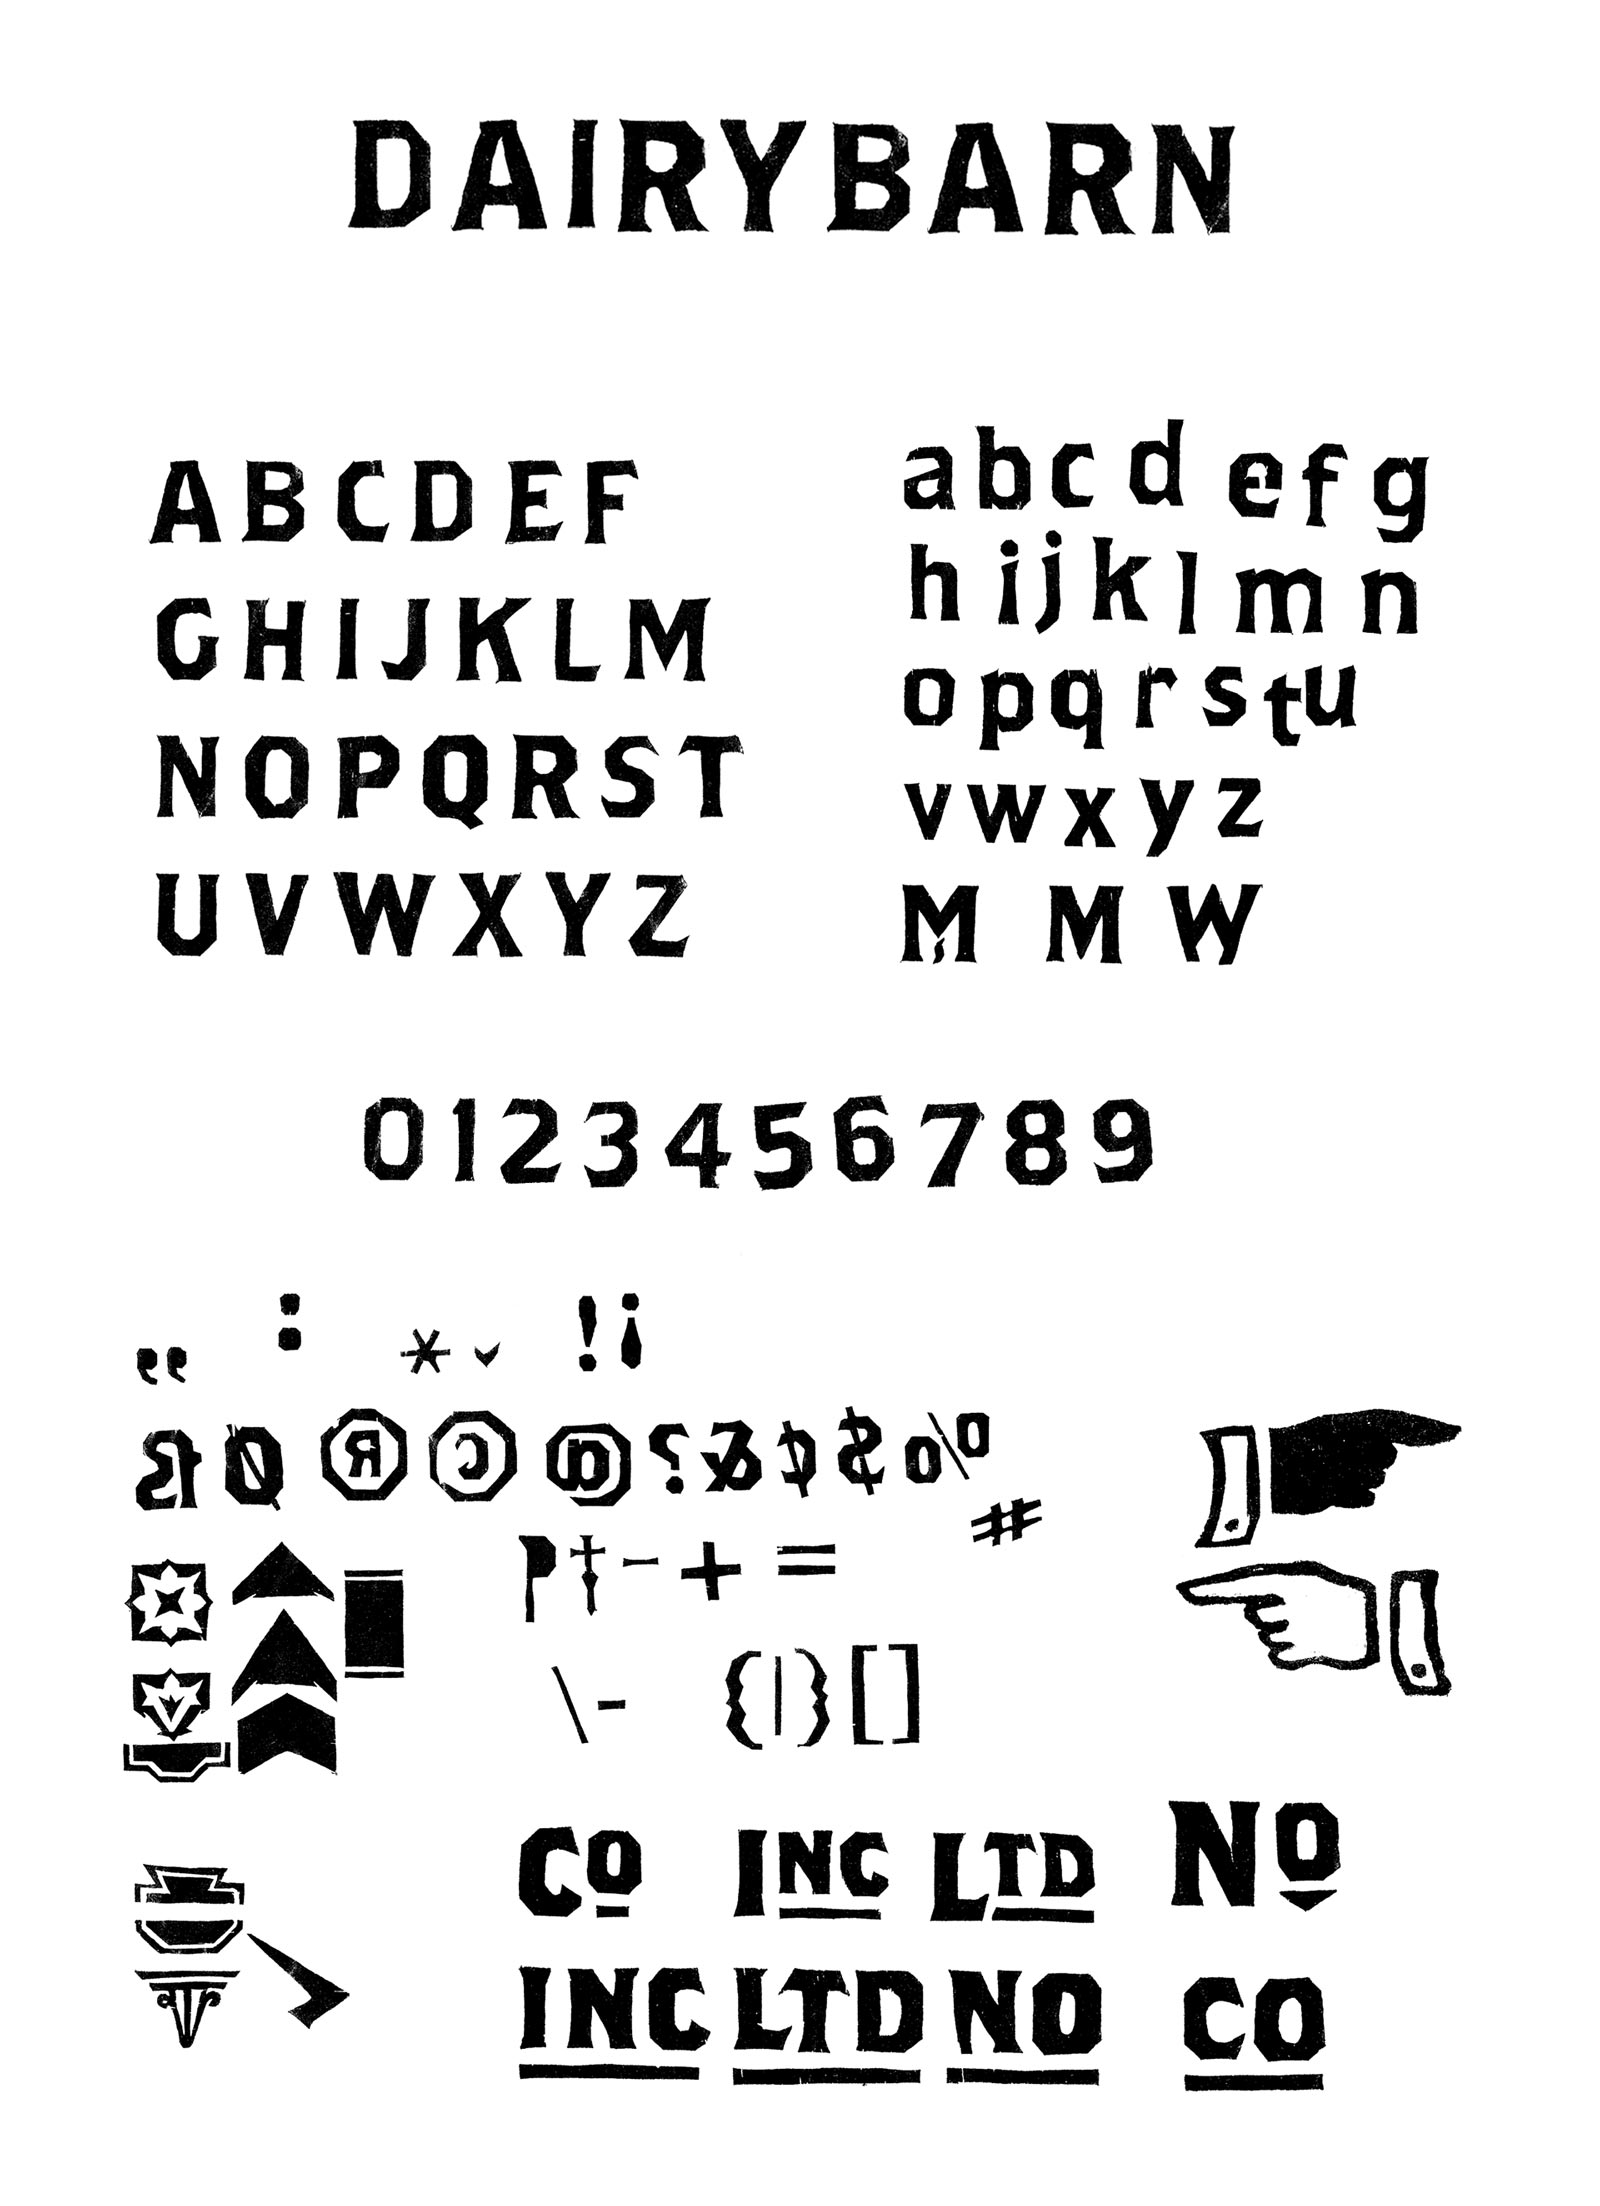 DAIRYBARN
ABCDEF
GHIJKLM
NOPQRST
UVWXYZ
abcdefg
hijklmn
opqrstu
vwxyz
M M W
0123456789
„ : * ! ¡
® © @ ? $ #
† - + =
\ - { | } [ ]
Co INC LTD No
INC LTD NO CO